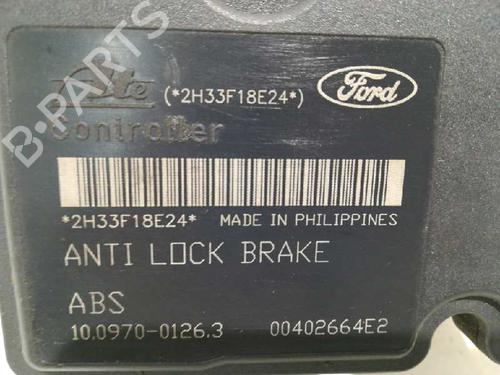 B-PARTS
Ate (*2H33F18E24*) Ford
Controller
*2H33F18E24* MADE IN PHILIPPINES
ANTI LOCK BRAKE
ABS
10.0970-0126.3 00402664E2